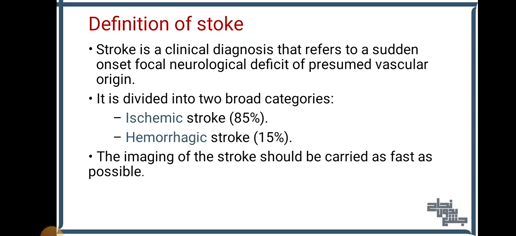 Definition of stoke
• Stroke is a clinical diagnosis that refers to a sudden
onset focal neurological deficit of presumed vascular
origin.
• It is divided into two broad categories:
– Ischemic stroke (85%).
– Hemorrhagic stroke (15%).
• The imaging of the stroke should be carried as fast as
possible.